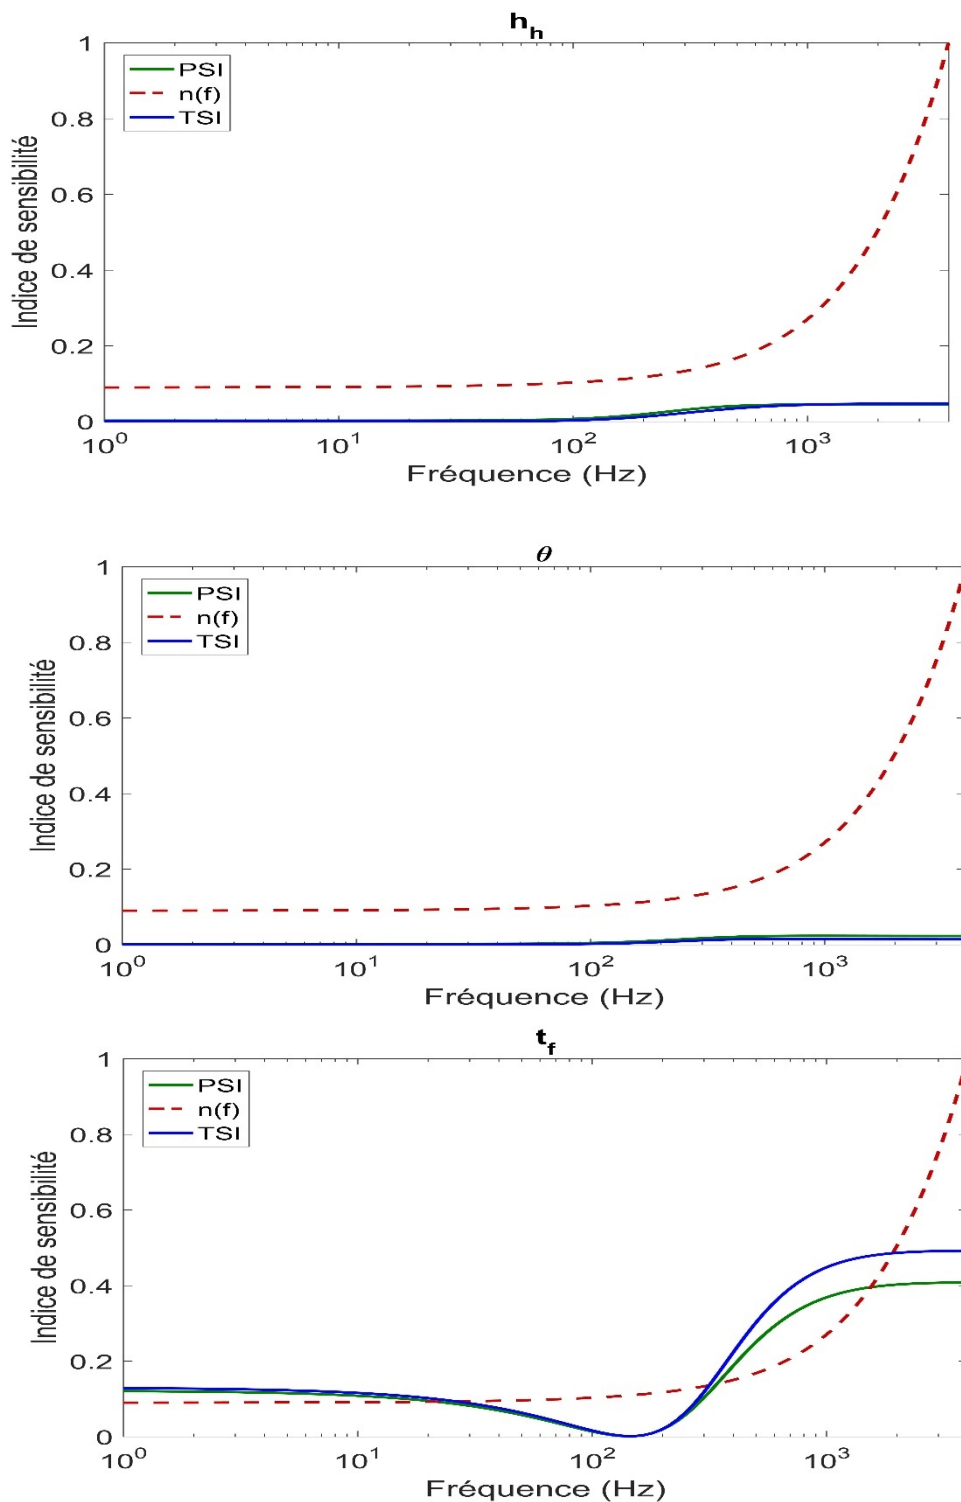 h_h
1
0.8
0.6
0.4
0.2
0
Indice de sensibilité
PSI
n(f)
TSI
10^0
10^1
10^2
10^3
Fréquence (Hz)
θ
1
0.8
0.6
0.4
0.2
0
Indice de sensibilité
PSI
n(f)
TSI
10^0
10^1
10^2
10^3
Fréquence (Hz)
t_f
1
0.8
0.6
0.4
0.2
0
Indice de sensibilité
PSI
n(f)
TSI
10^0
10^1
10^2
10^3
Fréquence (Hz)